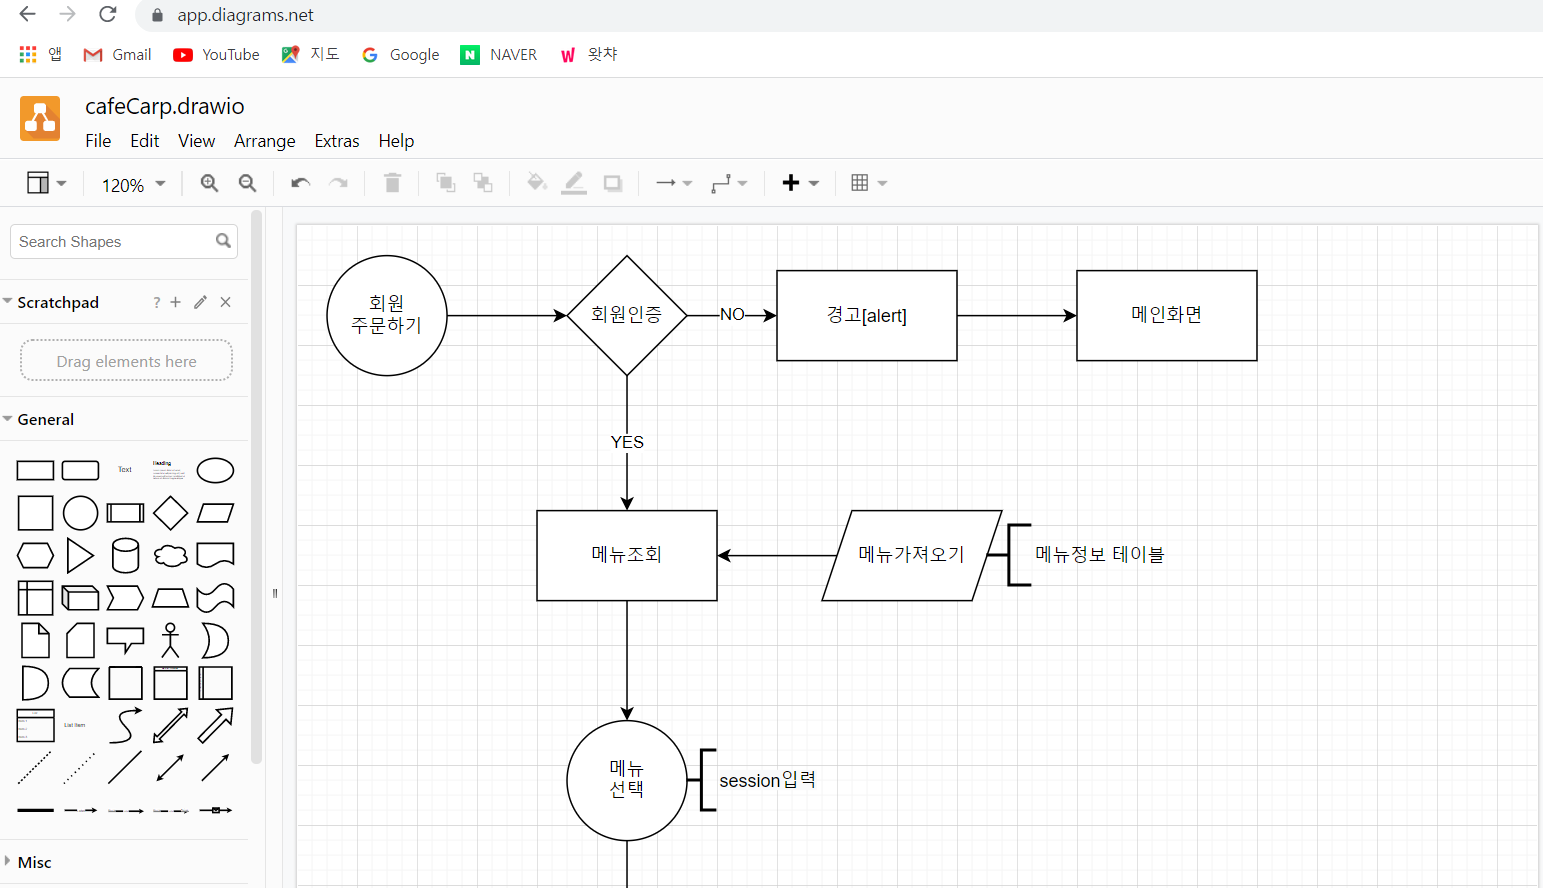 app.diagrams.net
앱 Gmail YouTube 지도 Google NAVER 왓챠
cafeCarp.drawio
File Edit View Arrange Extras Help
120%
Search Shapes
Scratchpad
Drag elements here
General
Text
Heading
List Item
Misc
회원
주문하기
회원인증
NO
경고[alert]
메인화면
YES
메뉴조회
메뉴가져오기
메뉴정보 테이블
메뉴
선택
session입력